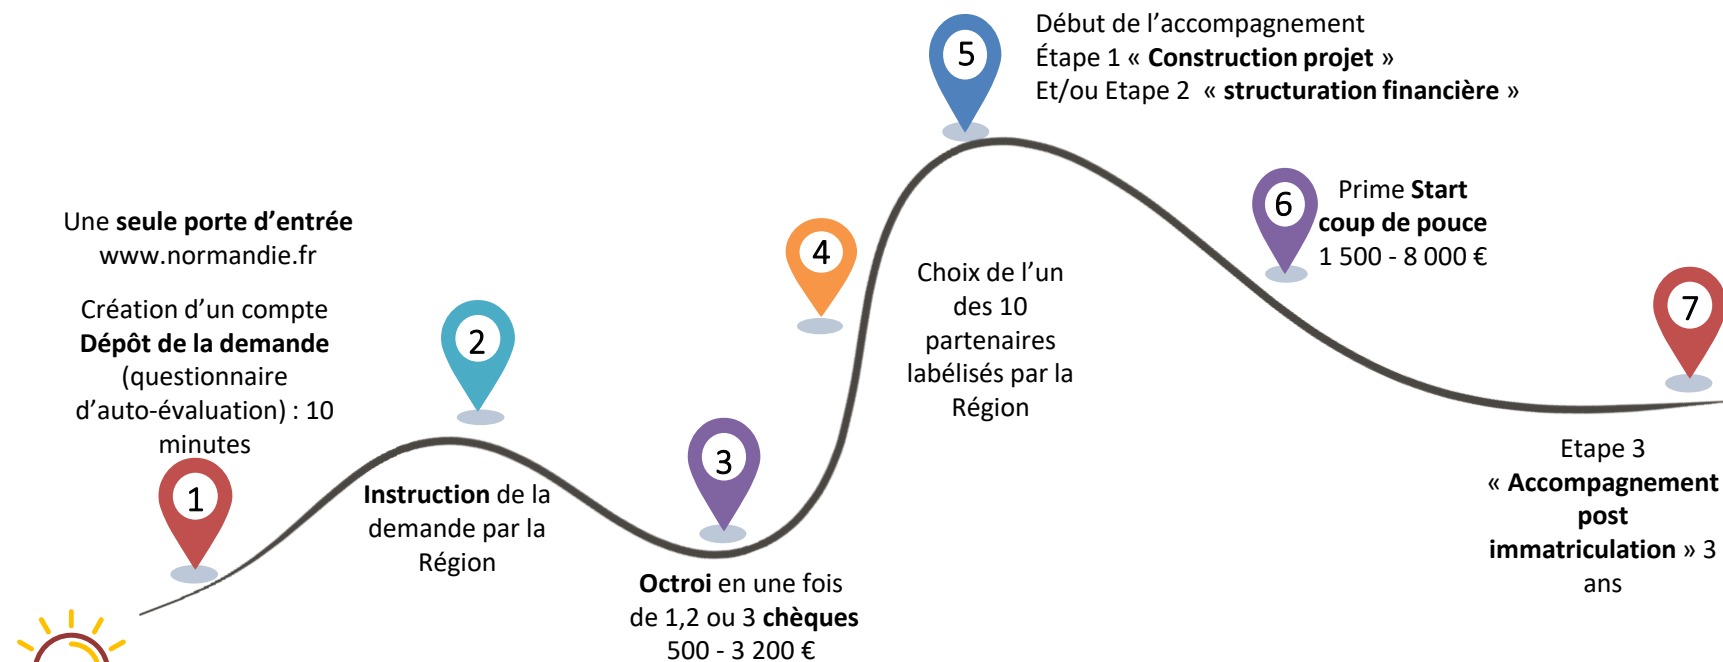 Une seule porte d’entrée
www.normandie.fr
Création d’un compte
Dépôt de la demande
(questionnaire
d’auto-évaluation) : 10
minutes
1
2
Instruction de la
demande par la
Région
3
Octroi en une fois
de 1,2 ou 3 chèques
500 - 3 200 €
4
Choix de l’un
des 10
partenaires
labélisés par la
Région
5
Début de l’accompagnement
Étape 1 « Construction projet »
Et/ou Etape 2 « structuration financière »
6
Prime Start
coup de pouce
1 500 - 8 000 €
7
Etape 3
« Accompagnement
post
immatriculation » 3
ans